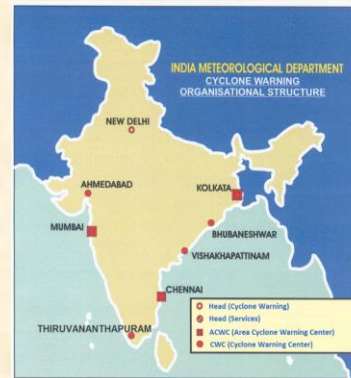 INDIA METEOROLOGICAL DEPARTMENT
CYCLONE WARNING
ORGANISATIONAL STRUCTURE
NEW DELHI
AHMEDABAD
KOLKATA
MUMBAI
BHUBANESHWAR
VISHAKHAPATTINAM
CHENNAI
THIRUVANANTHAPURAM
Head (Cyclone Warning)
Head (Services)
ACWC (Area Cyclone Warning Center)
CWC (Cyclone Warning Center)